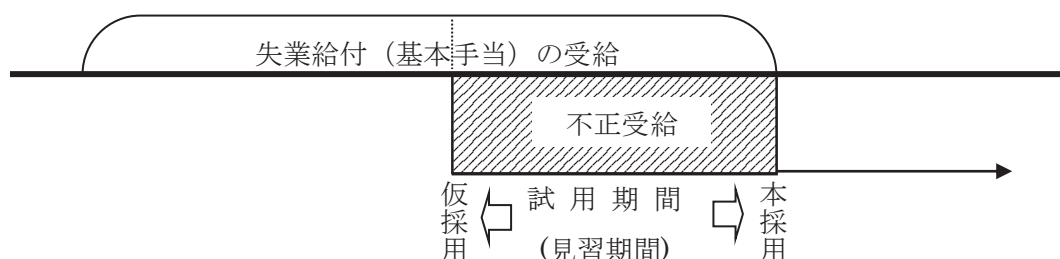 失業給付（基本手当）の受給
不正受給
仮採用
試用期間
(見習期間)
本採用